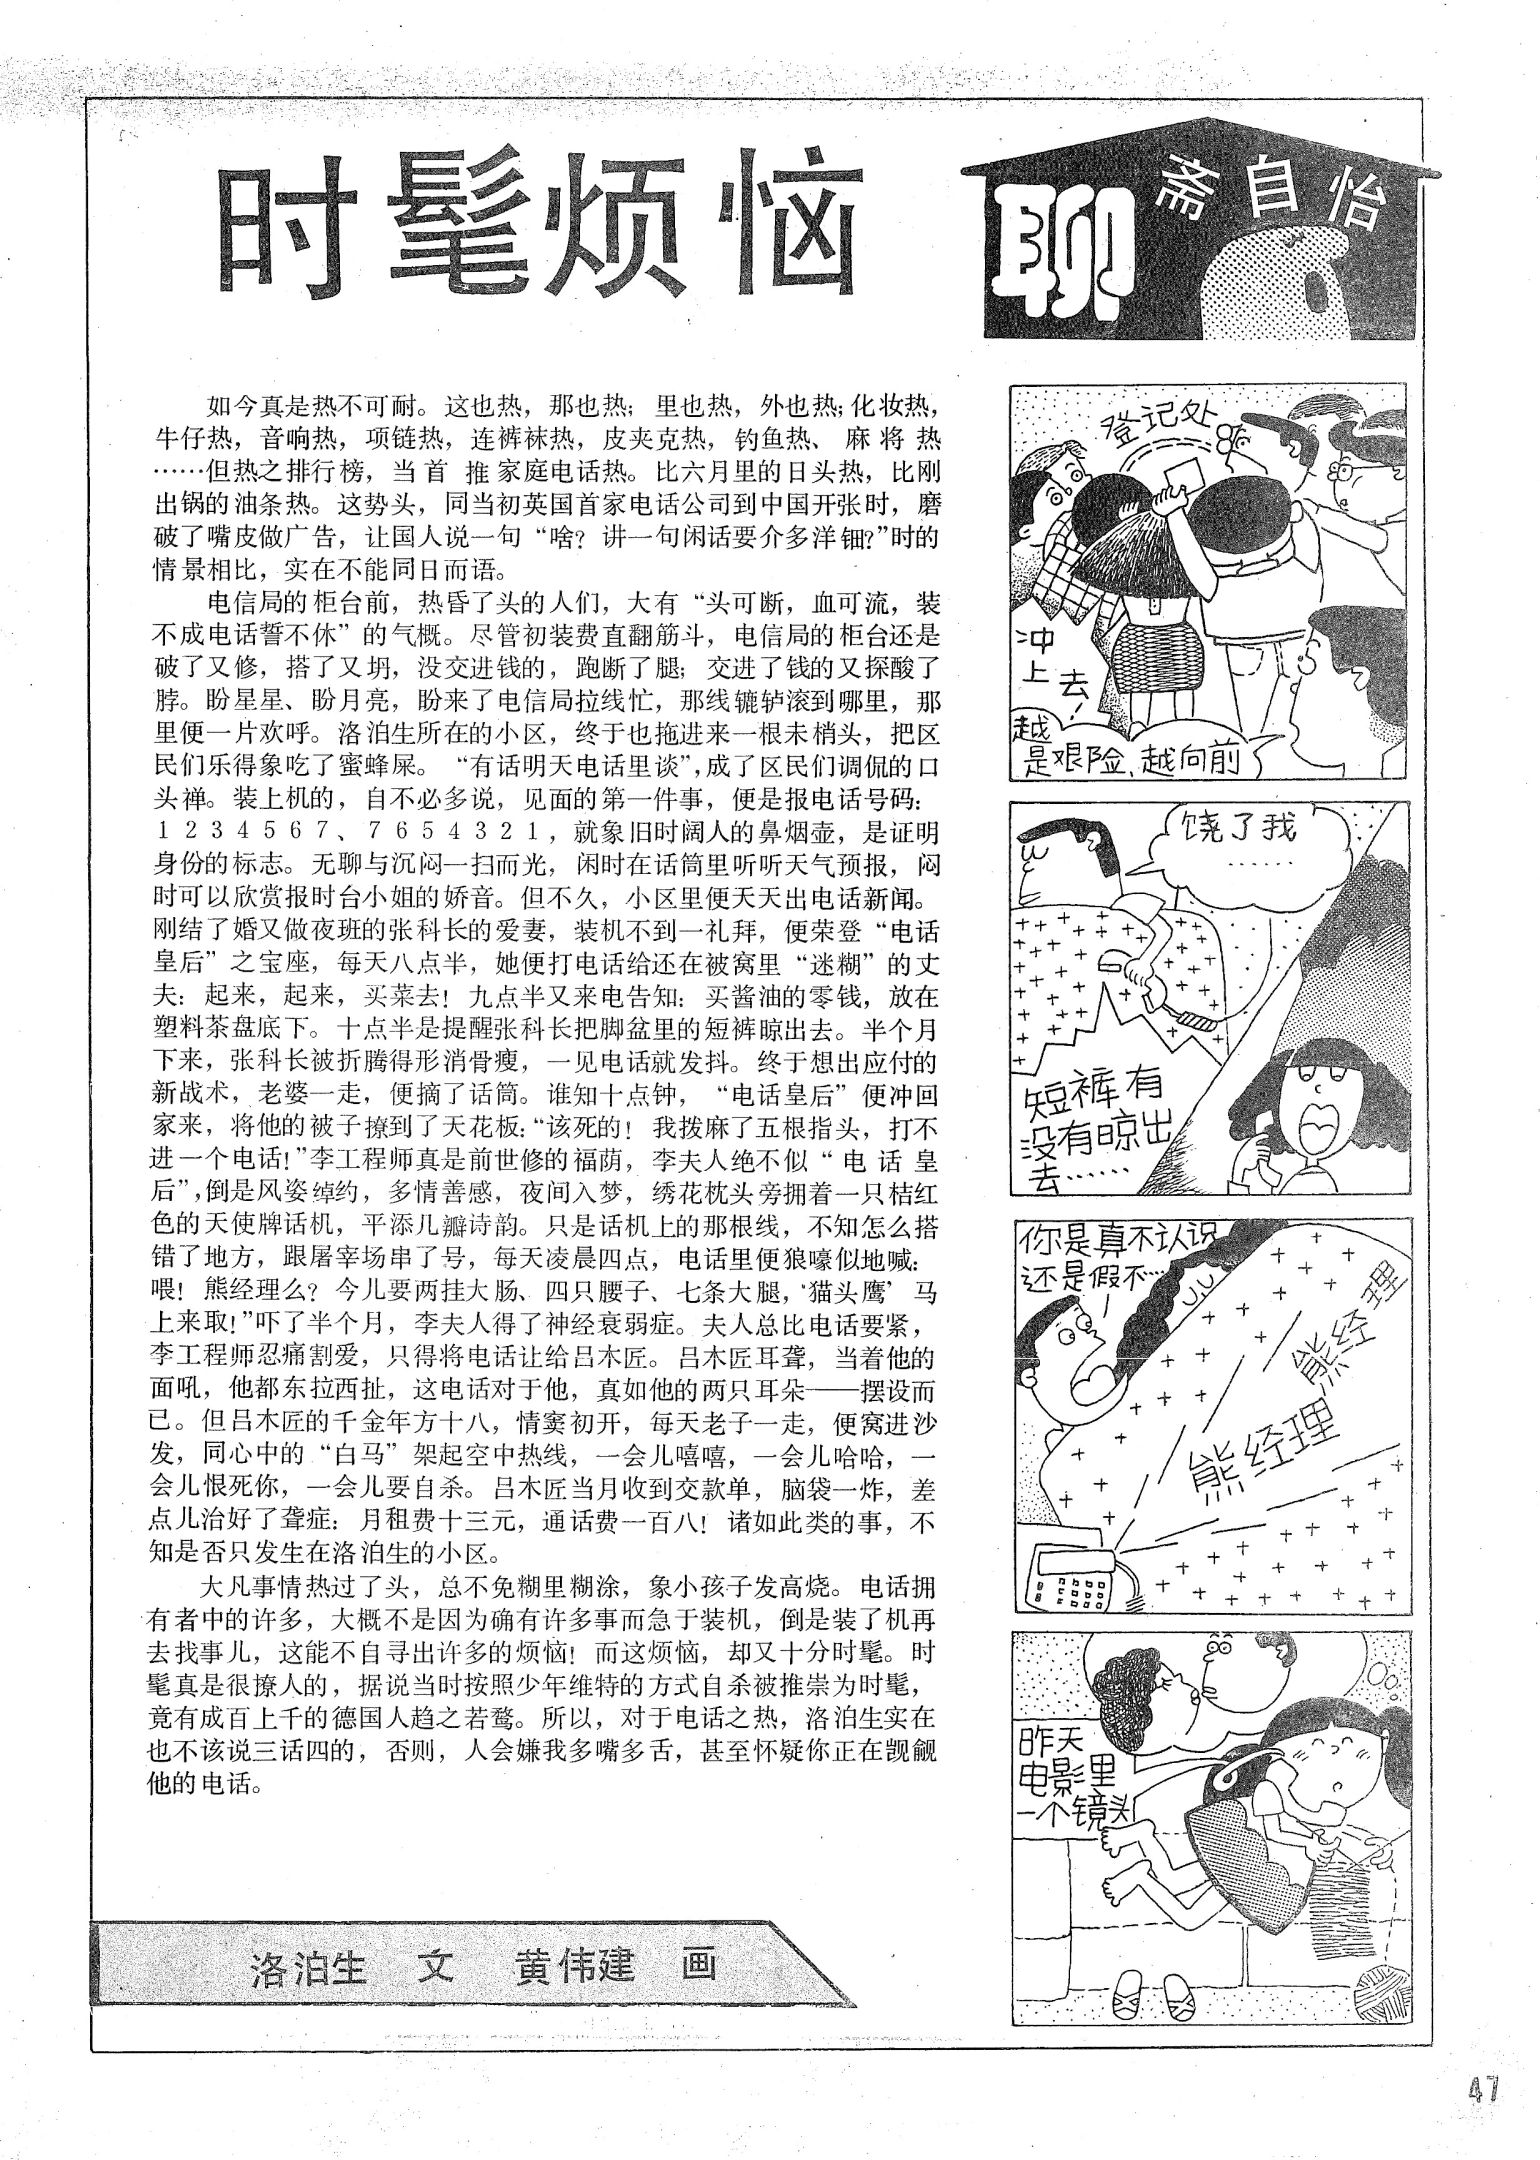 时髦烦恼
聊斋自怡
如今真是热不可耐。这也热，那也热；里也热，外也热；化妆热，
牛仔热，音响热，项链热，连裤袜热，皮夹克热，钓鱼热、麻将热
……但热之排行榜，当首推家庭电话热。比六月里的日头热，比刚
出锅的油条热。这势头，同当初英国首家电话公司到中国开张时，磨
破了嘴皮做广告，让国人说一句“啥？讲一句闲话要介多洋钿？”时的
情景相比，实在不能同日而语。
电信局的柜台前，热昏了头的人们，大有“头可断，血可流，装
不成电话誓不休”的气概。尽管初装费直翻筋斗，电信局的柜台还是
破了又修，搭了又坍，没交进钱的，跑断了腿；交进了钱的又探酸了
脖。盼星星、盼月亮，盼来了电信局拉线忙，那线辘轳滚到哪里，那
里便一片欢呼。洛泊生所在的小区，终于也拖进来一根末梢头，把区
民们乐得象吃了蜜蜂屎。“有话明天电话里谈”，成了区民们调侃的口
头禅。装上机的，自不必多说，见面的第一件事，便是报电话号码：
1234567、7654321，就象旧时阔人的鼻烟壶，是证明
身份的标志。无聊与沉闷一扫而光，闲时在话筒里听听天气预报，闷
时可以欣赏报时台小姐的娇音。但不久，小区里便天天出电话新闻。
刚结了婚又做夜班的张科长的爱妻，装机不到一礼拜，便荣登“电话
皇后”之宝座，每天八点半，她便打电话给还在被窝里“迷糊”的丈
夫：起来，起来，买菜去！九点半又来电告知：买酱油的零钱，放在
塑料茶盘底下。十点半是提醒张科长把脚盆里的短裤晾出去。半个月
下来，张科长被折腾得形消骨瘦，一见电话就发抖。终于想出应付的
新战术，老婆一走，便摘了话筒。谁知十点钟，“电话皇后”便冲回
家来，将他的被子撩到了天花板：“该死的！我拨麻了五根指头，打不
进一个电话！”李工程师真是前世修的福荫，李夫人绝不似“电话皇
后”，倒是风姿绰约，多情善感，夜间入梦，绣花枕头旁拥着一只桔红
色的天使牌话机，平添几瓣诗韵。只是话机上的那根线，不知怎么搭
错了地方，跟屠宰场串了号，每天凌晨四点，电话里便狼嚎似地喊：
喂！熊经理么？今儿要两挂大肠、四只腰子、七条大腿，‘猫头鹰’马
上来取！”吓了半个月，李夫人得了神经衰弱症。夫人总比电话要紧，
李工程师忍痛割爱，只得将电话让给吕木匠。吕木匠耳聋，当着他的
面吼，他都东拉西扯，这电话对于他，真如他的两只耳朵——摆设而
已。但吕木匠的千金年方十八，情窦初开，每天老子一走，便窝进沙
发，同心中的“白马”架起空中热线，一会儿嘻嘻，一会儿哈哈，一
会儿恨死你，一会儿要自杀。吕木匠当月收到交款单，脑袋一炸，差
点儿治好了聋症：月租费十三元，通话费一百八！诸如此类的事，不
知是否只发生在洛泊生的小区。
大凡事情热过了头，总不免糊里糊涂，象小孩子发高烧。电话拥
有者中的许多，大概不是因为确有许多事而急于装机，倒是装了机再
去找事儿，这能不自寻出许多的烦恼！而这烦恼，却又十分时髦。时
髦真是很撩人的，据说当时按照少年维特的方式自杀被推崇为时髦，
竟有成百上千的德国人趋之若鹜。所以，对于电话之热，洛泊生实在
也不该说三话四的，否则，人会嫌我多嘴多舌，甚至怀疑你正在觊觎
他的电话。
洛泊生 文 黄伟建 画
登记处
冲
上去！
越
是艰险、越向前
饶了我
……
短裤有
没有晾出
去……
你是真不认识
还是假不…
熊经理
熊经理
昨天
电影里
一个镜头
47